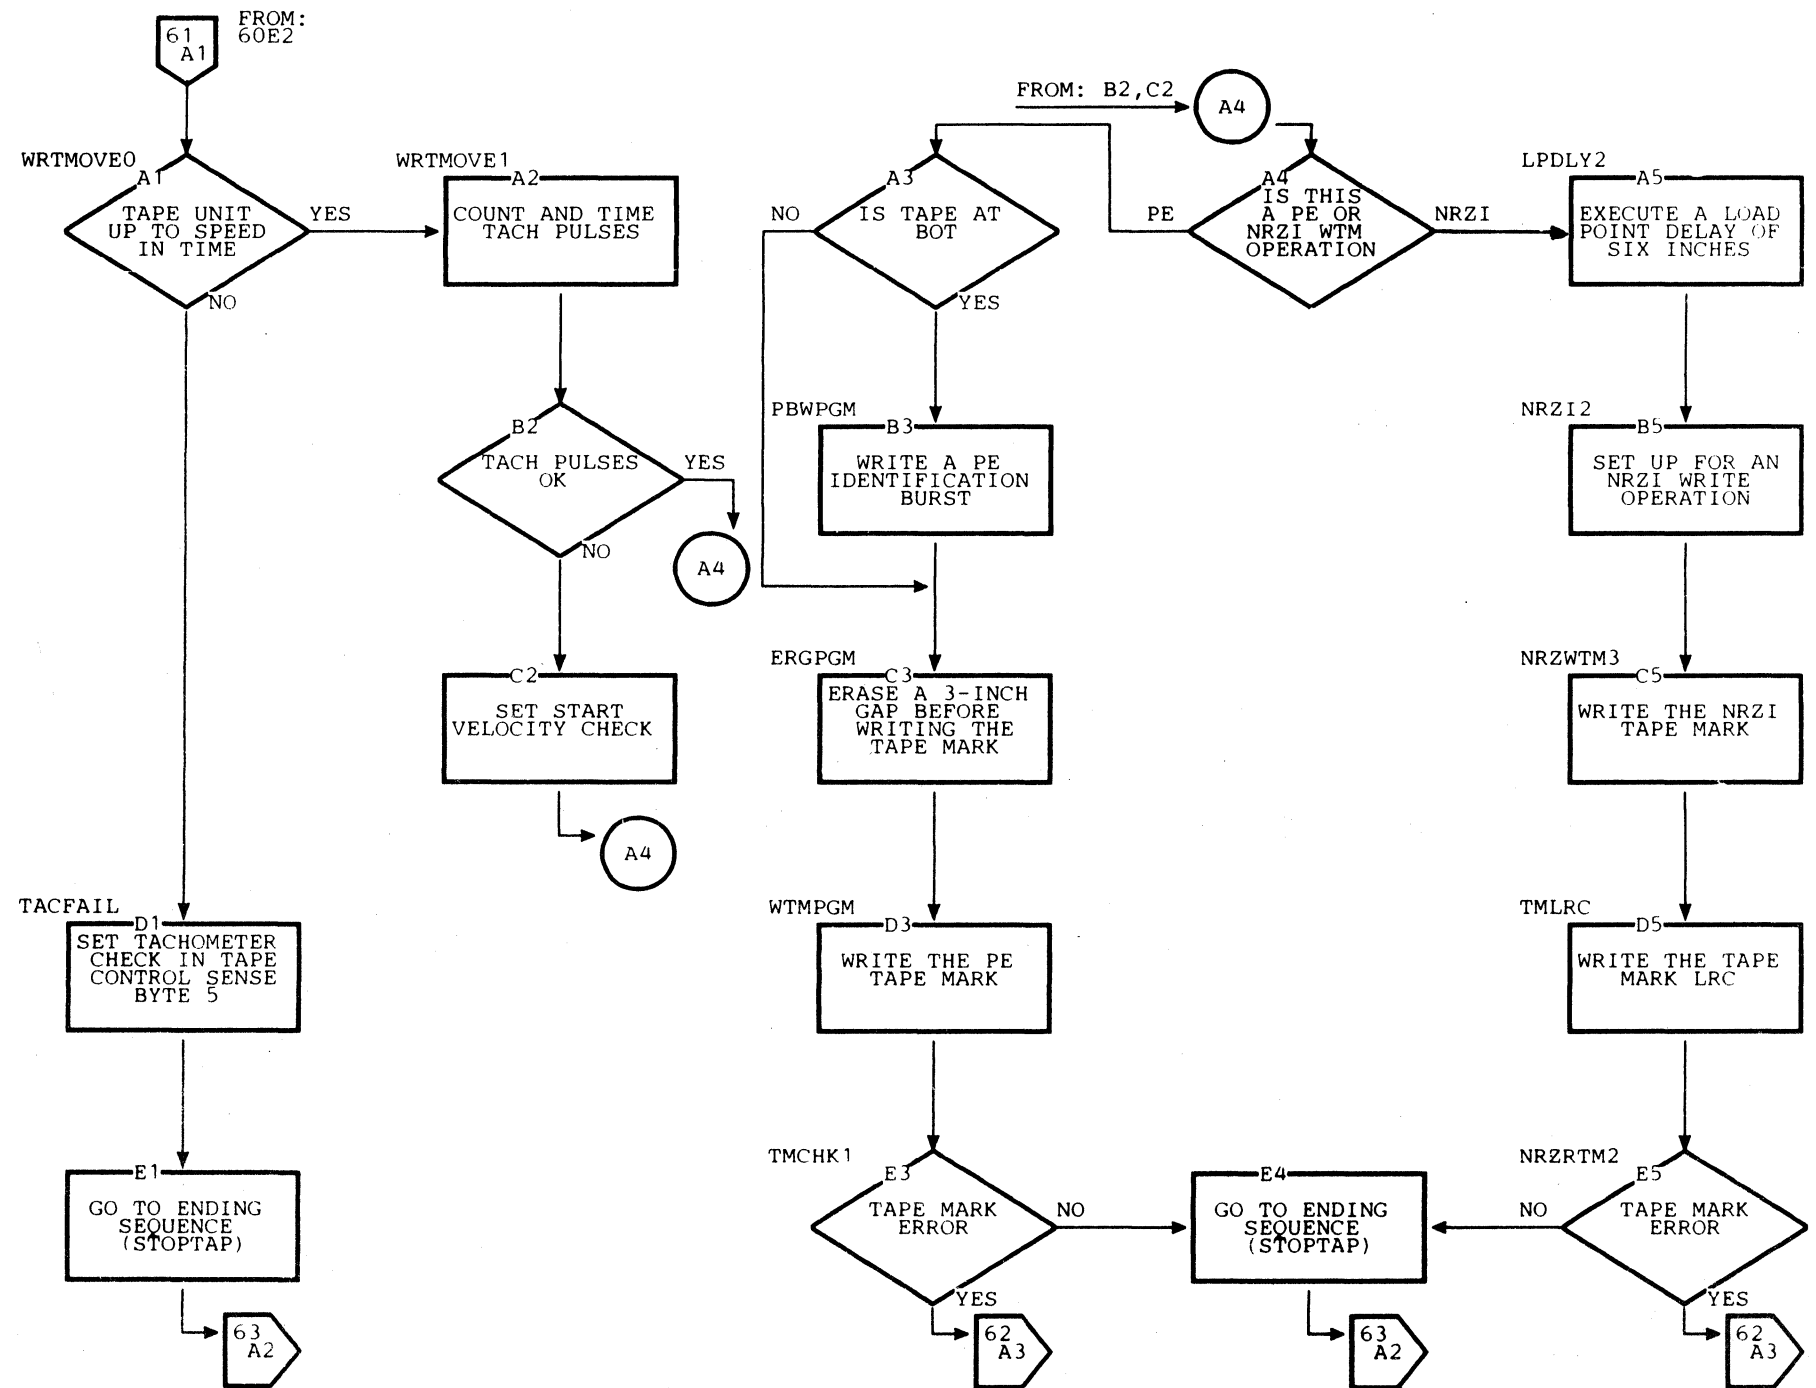 61
A1
FROM:
60E2
WRTMOVE0
A1
TAPE UNIT
UP TO SPEED
IN TIME
YES
NO
WRTMOVE1
A2
COUNT AND TIME
TACH PULSES
B2
TACH PULSES
OK
YES
NO
A4
C2
SET START
VELOCITY CHECK
A4
TACFAIL
D1
SET TACHOMETER
CHECK IN TAPE
CONTROL SENSE
BYTE 5
E1
GO TO ENDING
SEQUENCE
(STOPTAP)
63
A2
FROM: B2,C2
A4
A3
IS TAPE AT
BOT
NO
YES
PE
A4
IS THIS
A PE OR
NRZI WTM
OPERATION
NRZI
PBWPGM
B3
WRITE A PE
IDENTIFICATION
BURST
ERGPGM
C3
ERASE A 3-INCH
GAP BEFORE
WRITING THE
TAPE MARK
WTMPGM
D3
WRITE THE PE
TAPE MARK
TMCHK1
E3
TAPE MARK
ERROR
NO
YES
62
A3
E4
GO TO ENDING
SEQUENCE
(STOPTAP)
63
A2
LPDLY2
A5
EXECUTE A LOAD
POINT DELAY OF
SIX INCHES
NRZI2
B5
SET UP FOR AN
NRZI WRITE
OPERATION
NRZWTM3
C5
WRITE THE NRZI
TAPE MARK
TMLRC
D5
WRITE THE TAPE
MARK LRC
NRZRTM2
E5
TAPE MARK
ERROR
NO
YES
62
A3